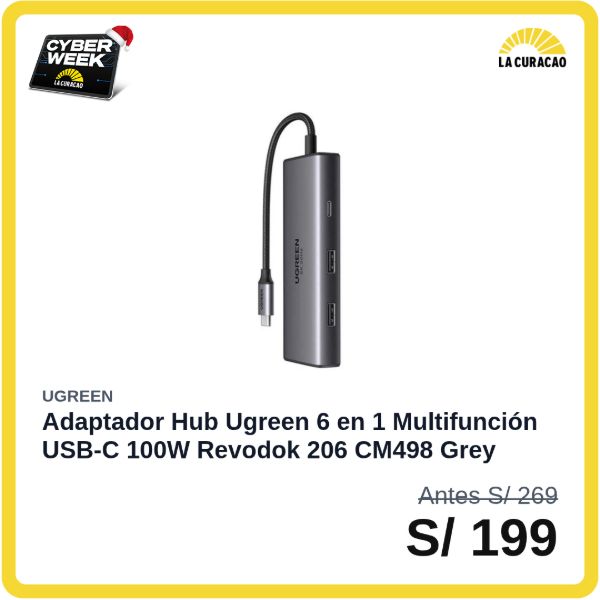 CYBER
WEEK
LA CURACAO
LA CURACAO
UGREEN
UGREEN
Adaptador Hub Ugreen 6 en 1 Multifunción
USB-C 100W Revodok 206 CM498 Grey
Antes S/ 269
S/ 199